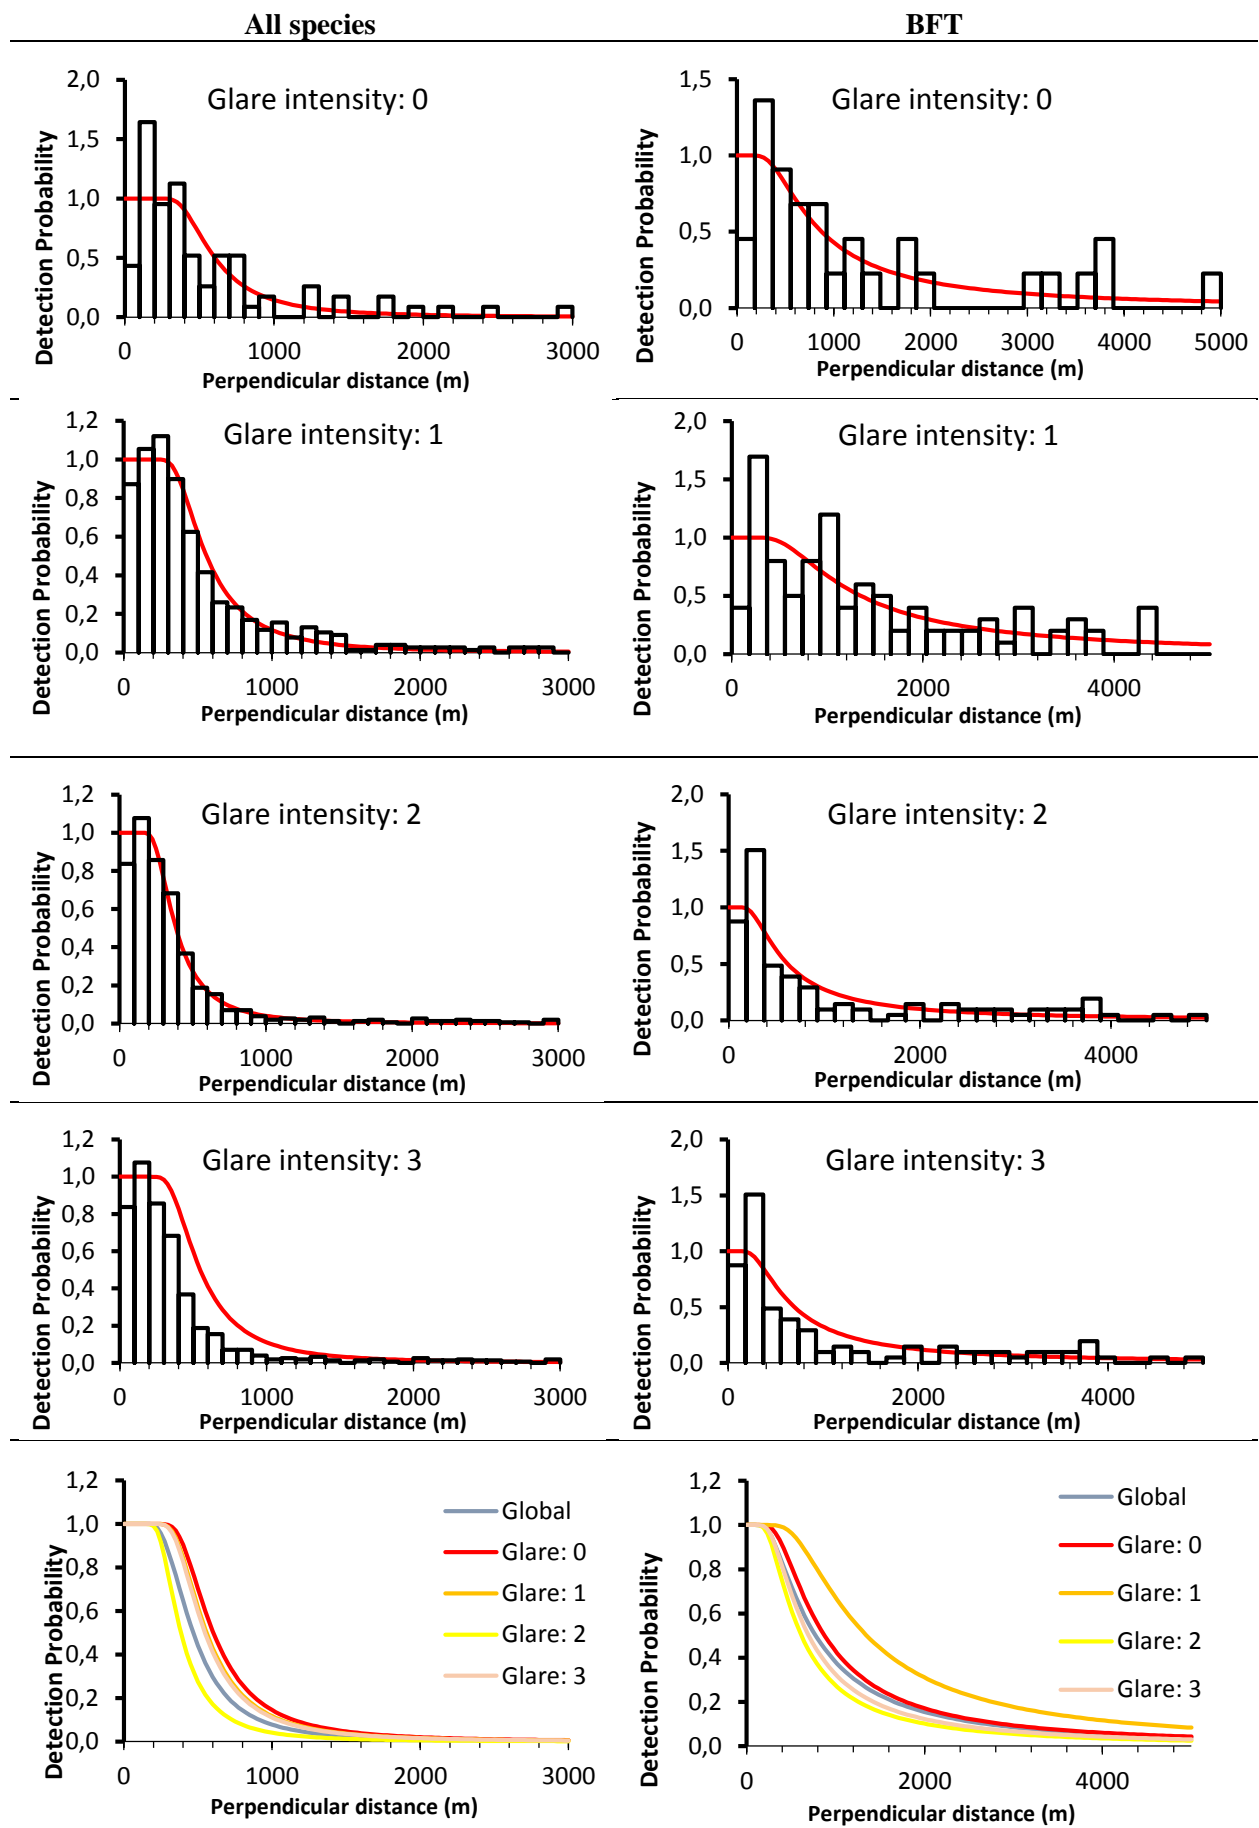 All species BFT
Glare intensity: 0
Detection Probability
2,0
1,5
1,0
0,5
0,0
0 1000 2000 3000
Perpendicular distance (m)
Glare intensity: 0
Detection Probability
1,5
1,0
0,5
0,0
0 1000 2000 3000 4000 5000
Perpendicular distance (m)
Glare intensity: 1
Detection Probability
1,2
1,0
0,8
0,6
0,4
0,2
0,0
0 1000 2000 3000
Perpendicular distance (m)
Glare intensity: 1
Detection Probability
2,0
1,5
1,0
0,5
0,0
0 2000 4000
Perpendicular distance (m)
Glare intensity: 2
Detection Probability
1,2
1,0
0,8
0,6
0,4
0,2
0,0
0 1000 2000 3000
Perpendicular distance (m)
Glare intensity: 2
Detection Probability
2,0
1,5
1,0
0,5
0,0
0 2000 4000
Perpendicular distance (m)
Glare intensity: 3
Detection Probability
1,2
1,0
0,8
0,6
0,4
0,2
0,0
0 1000 2000 3000
Perpendicular distance (m)
Glare intensity: 3
Detection Probability
2,0
1,5
1,0
0,5
0,0
0 2000 4000
Perpendicular distance (m)
Detection Probability
1,2
1,0
0,8
0,6
0,4
0,2
0,0
0 1000 2000 3000
Perpendicular distance (m)
Global
Glare: 0
Glare: 1
Glare: 2
Glare: 3
Detection Probability
1,2
1,0
0,8
0,6
0,4
0,2
0,0
0 2000 4000
Perpendicular distance (m)
Global
Glare: 0
Glare: 1
Glare: 2
Glare: 3